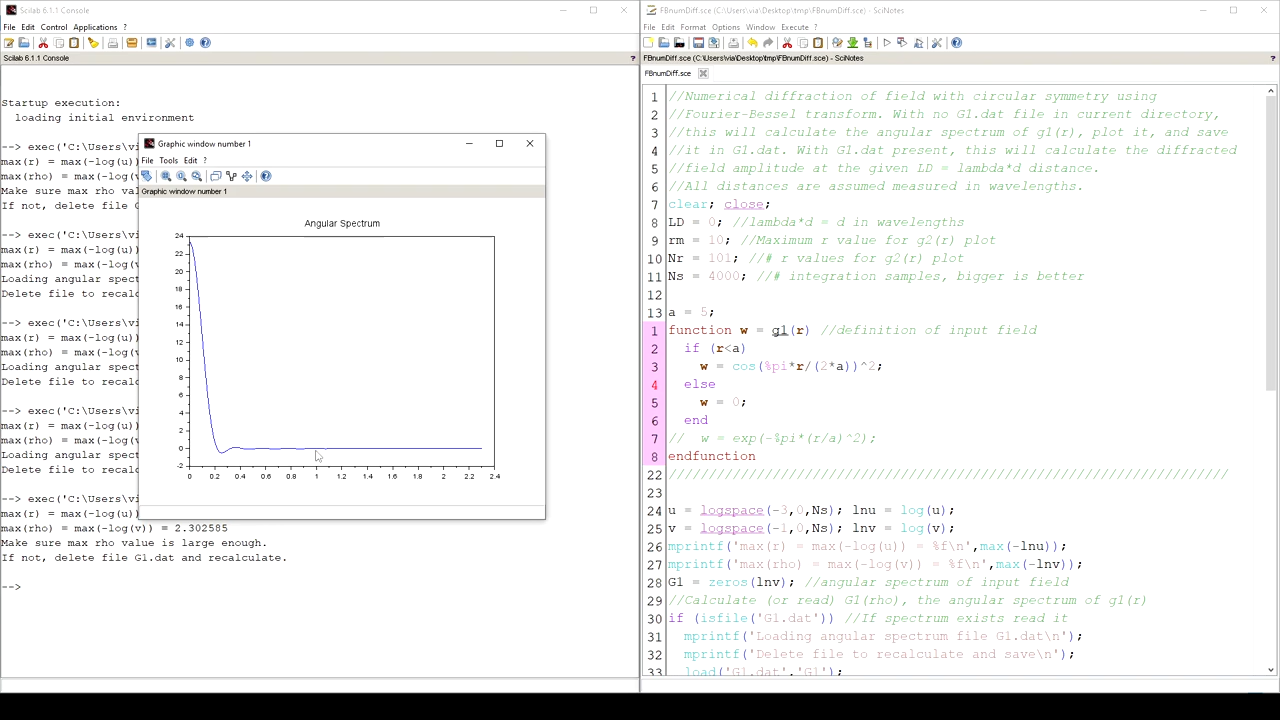 Scilab 6.1.1 Console
File Edit Control Applications ?
Scilab 6.1.1 Console ?
Startup execution:
loading initial environment
--> exec('C:\Users\vi
max(r) = max(-log(u))
max(rho) = max(-log(v
Make sure max rho val
If not, delete file G
--> exec('C:\Users\vi
max(r) = max(-log(u))
max(rho) = max(-log(v
Loading angular spect
Delete file to recalc
--> exec('C:\Users\vi
max(r) = max(-log(u))
max(rho) = max(-log(v
Loading angular spect
Delete file to recalc
--> exec('C:\Users\vi
max(r) = max(-log(u))
max(rho) = max(-log(v
Loading angular spect
Delete file to recalc
--> exec('C:\Users\vi
max(r) = max(-log(u))
max(rho) = max(-log(v)) = 2.302585
Make sure max rho value is large enough.
If not, delete file G1.dat and recalculate.
-->
Graphic window number 1
File Tools Edit ?
Graphic window number 1
Angular Spectrum
24
22
20
18
16
14
12
10
8
6
4
2
0
-2
0 0.2 0.4 0.6 0.8 1 1.2 1.4 1.6 1.8 2 2.2 2.4
FBnumDiff.sce (C:\Users\via\Desktop\tmp\FBnumDiff.sce) - SciNotes
File Edit Format Options Window Execute ?
FBnumDiff.sce (C:\Users\via\Desktop\tmp\FBnumDiff.sce) - SciNotes ?
FBnumDiff.sce
1 //Numerical diffraction of field with circular symmetry using
2 //Fourier-Bessel transform. With no G1.dat file in current directory,
3 //this will calculate the angular spectrum of g1(r), plot it, and save
4 //it in G1.dat. With G1.dat present, this will calculate the diffracted
5 //field amplitude at the given LD = lambda*d distance.
6 //All distances are assumed measured in wavelengths.
7 clear; close;
8 LD = 0; //lambda*d = d in wavelengths
9 rm = 10; //Maximum r value for g2(r) plot
10 Nr = 101; //# r values for g2(r) plot
11 Ns = 4000; //# integration samples, bigger is better
12
13 a = 5;
1 function w = g1(r) //definition of input field
2 if (r<a)
3 w = cos(%pi*r/(2*a))^2;
4 else
5 w = 0;
6 end
7 // w = exp(-%pi*(r/a)^2);
8 endfunction
22 ////////////////////////////////////////////////////////////////////////
23
24 u = logspace(-3,0,Ns); lnu = log(u);
25 v = logspace(-1,0,Ns); lnv = log(v);
26 mprintf('max(r) = max(-log(u)) = %f\n',max(-lnu));
27 mprintf('max(rho) = max(-log(v)) = %f\n',max(-lnv));
28 G1 = zeros(lnv); //angular spectrum of input field
29 //Calculate (or read) G1(rho), the angular spectrum of g1(r)
30 if (isfile('G1.dat')) //If spectrum exists read it
31 mprintf('Loading angular spectrum file G1.dat\n');
32 mprintf('Delete file to recalculate and save\n');
33 load('G1.dat','G1');